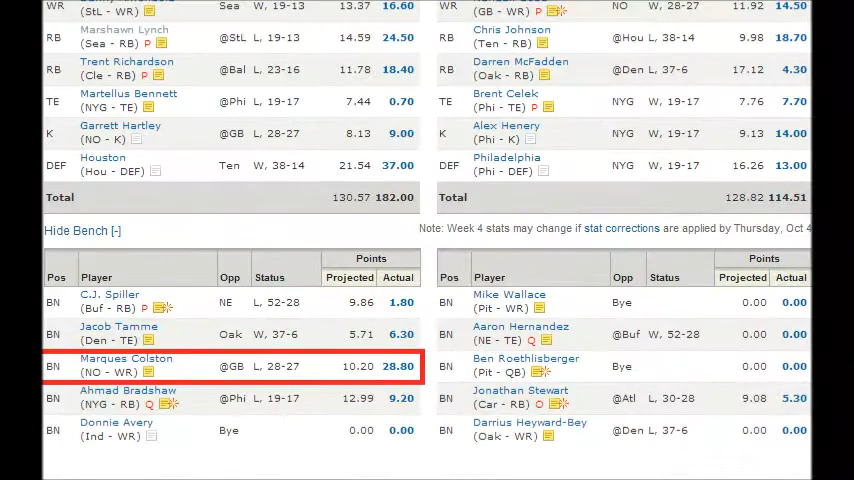 WR (StL - WR) Sea W, 19-13 13.37 16.60
WR (GB - WR) P NO W, 28-27 11.92 14.50
RB Marshawn Lynch @StL L, 19-13 14.59 24.50
(Sea - RB) P
RB Chris Johnson @Hou L, 38-14 9.98 18.70
(Ten - RB)
RB Trent Richardson @Bal L, 23-16 11.78 18.40
(Cle - RB) P
RB Darren McFadden @Den L, 37-6 17.12 4.30
(Oak - RB)
TE Martellus Bennett @Phi L, 19-17 7.44 0.70
(NYG - TE)
TE Brent Celek NYG W, 19-17 7.76 7.70
(Phi - TE) P
K Garrett Hartley @GB L, 28-27 8.13 9.00
(NO - K)
K Alex Henery NYG W, 19-17 9.13 14.00
(Phi - K)
DEF Houston Ten W, 38-14 21.54 37.00
(Hou - DEF)
DEF Philadelphia NYG W, 19-17 16.26 13.00
(Phi - DEF)
Total 130.57 182.00
Total 128.82 114.51
Hide Bench [-]
Note: Week 4 stats may change if stat corrections are applied by Thursday, Oct 4
Points
Pos Player Opp Status Projected Actual
BN C.J. Spiller NE L, 52-28 9.86 1.80
(Buf - RB) P
BN Jacob Tamme Oak W, 37-6 5.71 6.30
(Den - TE)
BN Marques Colston @GB L, 28-27 10.20 28.80
(NO - WR)
BN Ahmad Bradshaw @Phi L, 19-17 12.99 9.20
(NYG - RB) Q
BN Donnie Avery Bye 0.00 0.00
(Ind - WR)
Points
Pos Player Opp Status Projected Actual
BN Mike Wallace Bye 0.00 0.00
(Pit - WR)
BN Aaron Hernandez @Buf W, 52-28 0.00 0.00
(NE - TE) Q
BN Ben Roethlisberger Bye 0.00 0.00
(Pit - QB)
BN Jonathan Stewart @Atl L, 30-28 9.08 5.30
(Car - RB) O
BN Darrius Heyward-Bey @Den L, 37-6 0.00 0.00
(Oak - WR)